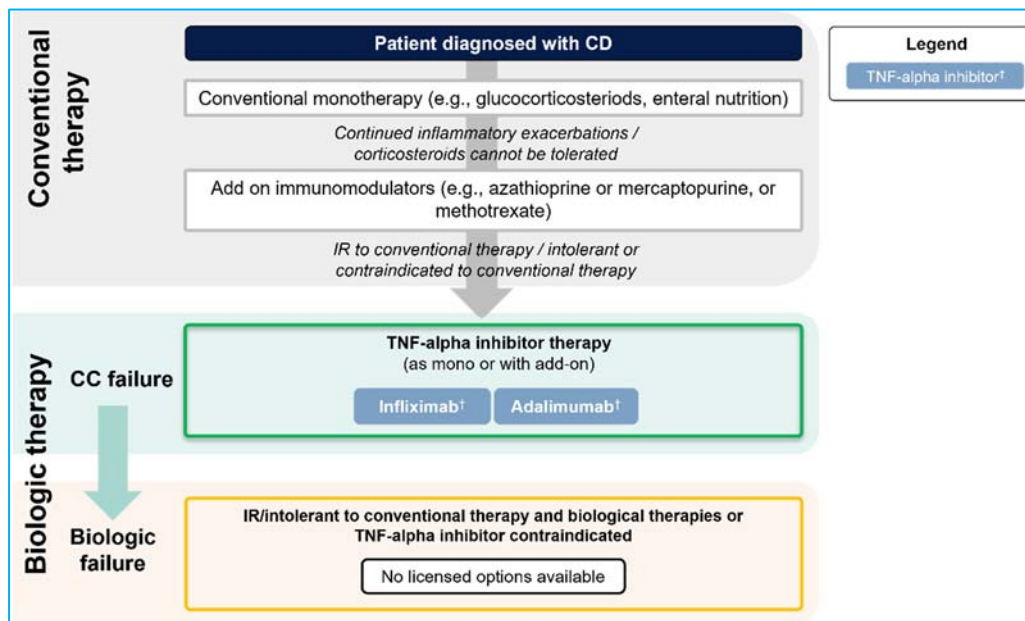 Conventional
therapy
Patient diagnosed with CD
Conventional monotherapy (e.g., glucocorticosteriods, enteral nutrition)
Continued inflammatory exacerbations /
corticosteroids cannot be tolerated
Add on immunomodulators (e.g., azathioprine or mercaptopurine, or
methotrexate)
IR to conventional therapy / intolerant or
contraindicated to conventional therapy
Legend
TNF-alpha inhibitor†
Biologic therapy
CC failure
TNF-alpha inhibitor therapy
(as mono or with add-on)
Infliximab†
Adalimumab†
Biologic
failure
IR/intolerant to conventional therapy and biological therapies or
TNF-alpha inhibitor contraindicated
No licensed options available